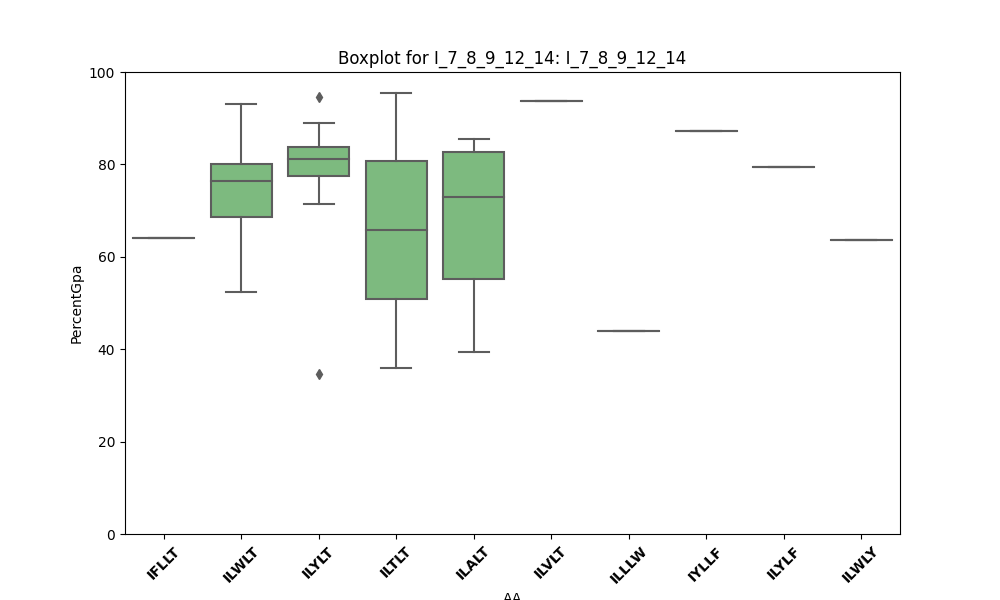 Boxplot for I_7_8_9_12_14: I_7_8_9_12_14
PercentGpa
100
80
60
40
20
0
IFLLT
ILWLT
ILYLT
ILTLT
ILALT
ILVLT
ILLLW
IYLLF
ILYLF
ILWLY
AA